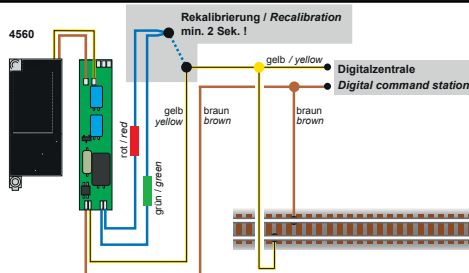 Rekalibrierung / Recalibration
min. 2 Sek. !
4560
gelb / yellow
Digitalzentrale
Digital command station
gelb
yellow
braun
brown
braun
brown
rot / red
grün / green